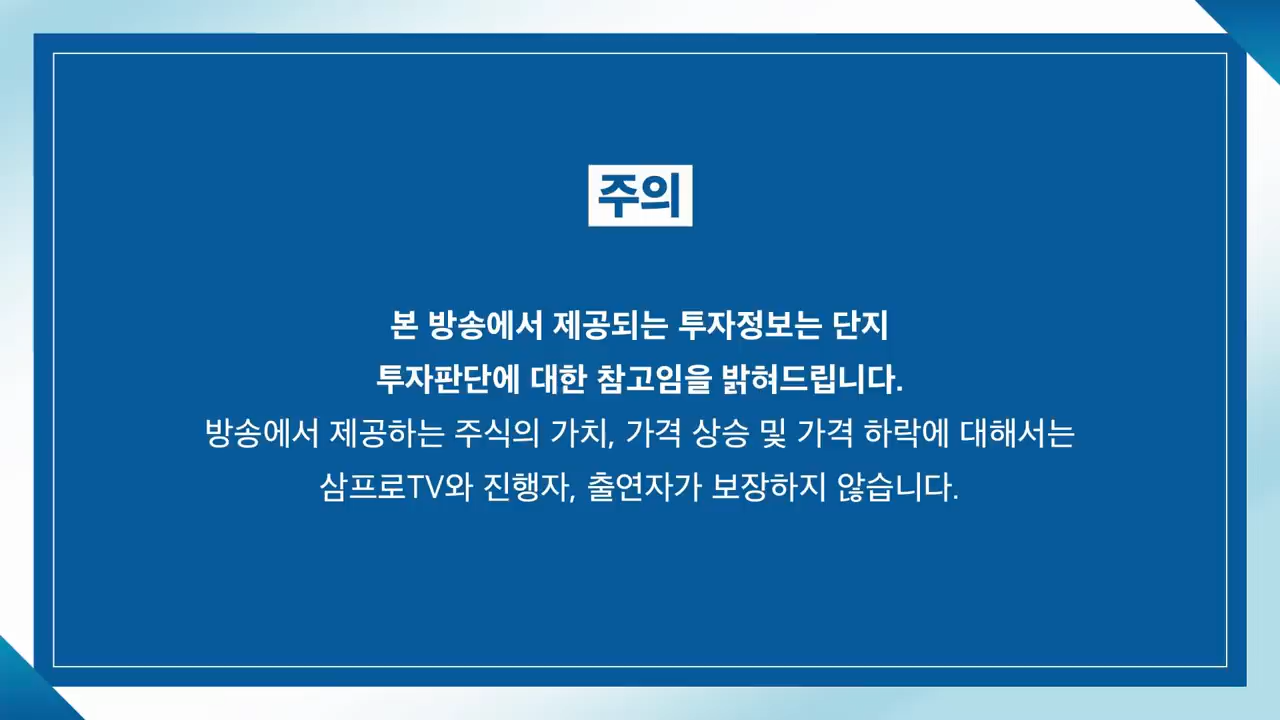 주의
본 방송에서 제공되는 투자정보는 단지
투자판단에 대한 참고임을 밝혀드립니다.
방송에서 제공하는 주식의 가치, 가격 상승 및 가격 하락에 대해서는
삼프로TV와 진행자, 출연자가 보장하지 않습니다.